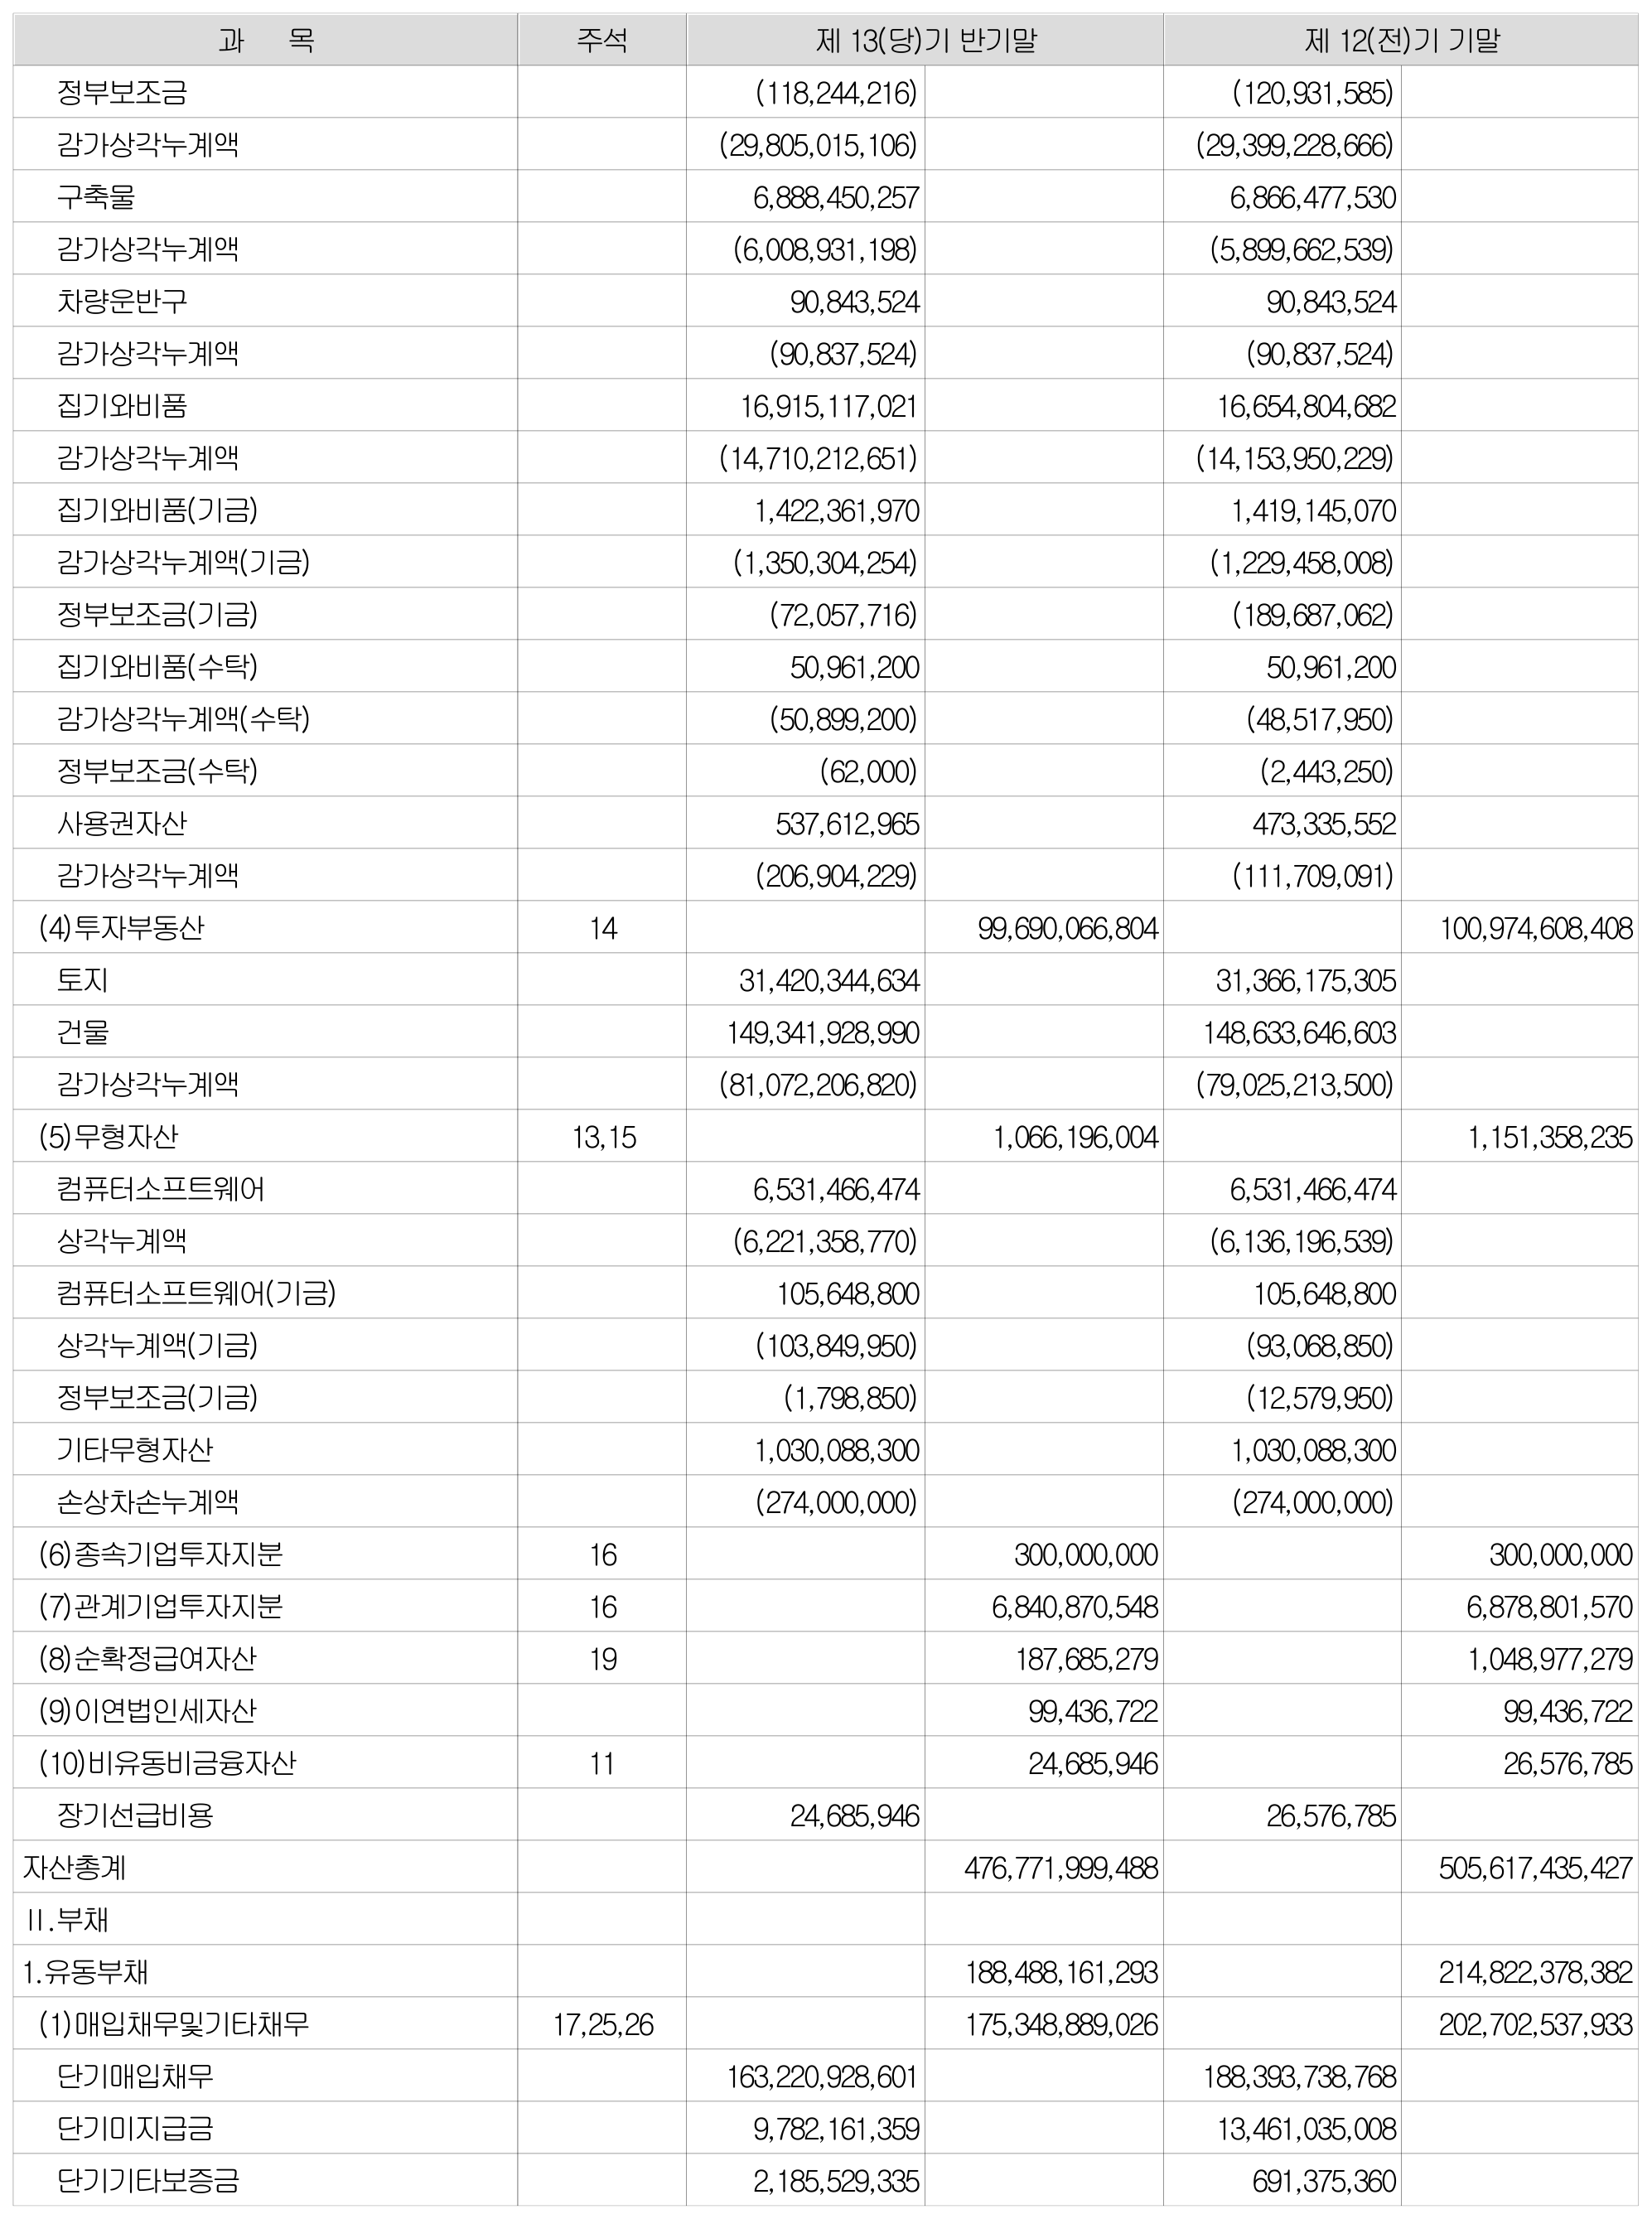 과 목 주석 제 13(당)기 반기말 제 12(전)기 기말
정부보조금 (118,244,216) (120,931,585)
감가상각누계액 (29,805,015,106) (29,399,228,666)
구축물 6,888,450,257 6,866,477,530
감가상각누계액 (6,008,931,198) (5,899,662,539)
차량운반구 90,843,524 90,843,524
감가상각누계액 (90,837,524) (90,837,524)
집기와비품 16,915,117,021 16,654,804,682
감가상각누계액 (14,710,212,651) (14,153,950,229)
집기와비품(기금) 1,422,361,970 1,419,145,070
감가상각누계액(기금) (1,350,304,254) (1,229,458,008)
정부보조금(기금) (72,057,716) (189,687,062)
집기와비품(수탁) 50,961,200 50,961,200
감가상각누계액(수탁) (50,899,200) (48,517,950)
정부보조금(수탁) (62,000) (2,443,250)
사용권자산 537,612,965 473,335,552
감가상각누계액 (206,904,229) (111,709,091)
(4)투자부동산 14 99,690,066,804 100,974,608,408
토지 31,420,344,634 31,366,175,305
건물 149,341,928,990 148,633,646,603
감가상각누계액 (81,072,206,820) (79,025,213,500)
(5)무형자산 13,15 1,066,196,004 1,151,358,235
컴퓨터소프트웨어 6,531,466,474 6,531,466,474
상각누계액 (6,221,358,770) (6,136,196,539)
컴퓨터소프트웨어(기금) 105,648,800 105,648,800
상각누계액(기금) (103,849,950) (93,068,850)
정부보조금(기금) (1,798,850) (12,579,950)
기타무형자산 1,030,088,300 1,030,088,300
손상차손누계액 (274,000,000) (274,000,000)
(6)종속기업투자지분 16 300,000,000 300,000,000
(7)관계기업투자지분 16 6,840,870,548 6,878,801,570
(8)순확정급여자산 19 187,685,279 1,048,977,279
(9)이연법인세자산 99,436,722 99,436,722
(10)비유동비금융자산 11 24,685,946 26,576,785
장기선급비용 24,685,946 26,576,785
자산총계 476,771,999,488 505,617,435,427
Ⅱ.부채
1.유동부채 188,488,161,293 214,822,378,382
(1)매입채무및기타채무 17,25,26 175,348,889,026 202,702,537,933
단기매입채무 163,220,928,601 188,393,738,768
단기미지급금 9,782,161,359 13,461,035,008
단기기타보증금 2,185,529,335 691,375,360